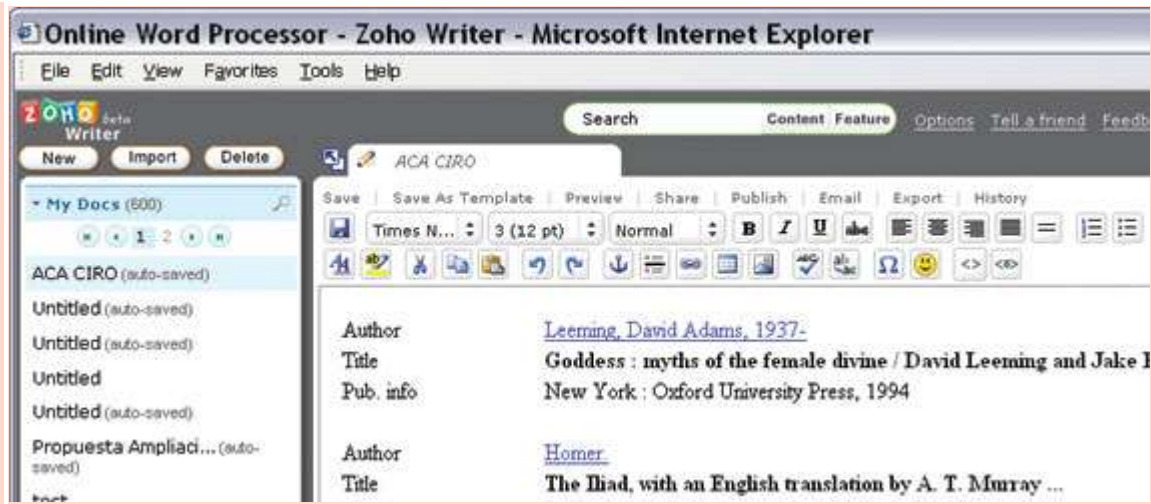 Online Word Processor - Zoho Writer - Microsoft Internet Explorer
File Edit View Favorites Tools Help
ZOHO beta
Writer
Search Content Feature Options Tell a friend Feedb
New Import Delete
ACA CIRO
My Docs (600)
1 2
ACA CIRO (auto-saved)
Untitled (auto-saved)
Untitled (auto-saved)
Untitled
Untitled (auto-saved)
Propuesta Ampliaci... (auto-
saved)
test
Save | Save As Template | Preview | Share | Publish | Email | Export | History
Times N... 3 (12 pt) Normal B I U abc
Author Leeming, David Adams, 1937-
Title Goddess : myths of the female divine / David Leeming and Jake
Pub. info New York : Oxford University Press, 1994
Author Homer.
Title The Iliad, with an English translation by A. T. Murray ...